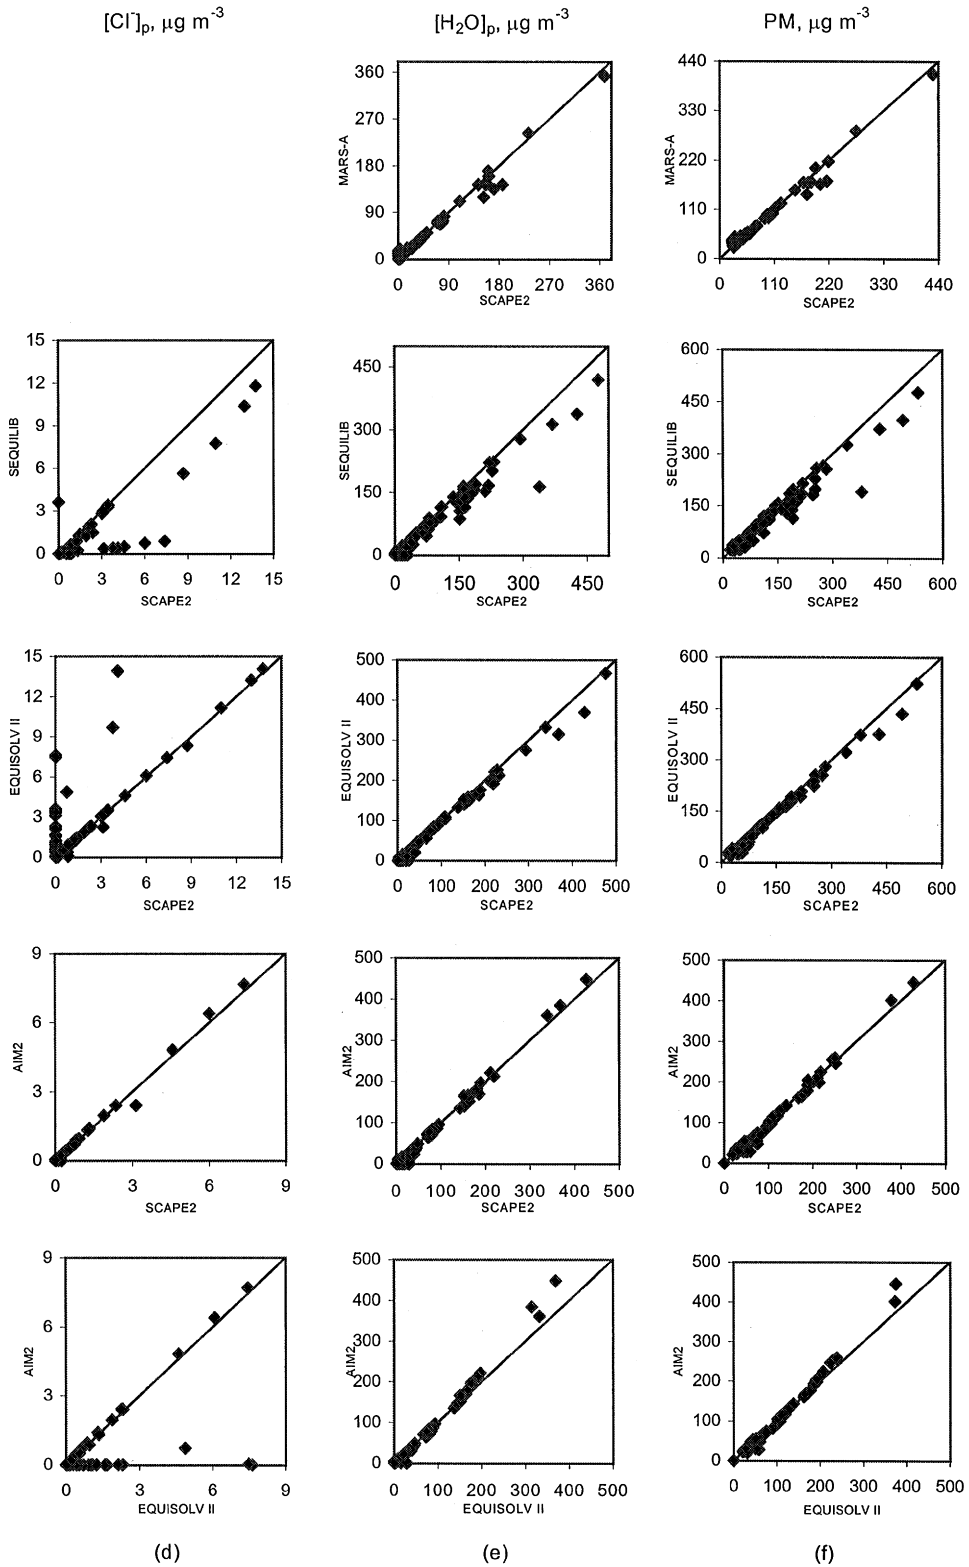 [Cl⁻]p, µg m⁻³ [H₂O]p, µg m⁻³ PM, µg m⁻³
360
270
180
90
0
MARS-A
0 90 180 270 360
SCAPE2
440
330
220
110
0
MARS-A
0 110 220 330 440
SCAPE2
15
12
9
6
3
0
SEQUILIB
0 3 6 9 12 15
SCAPE2
450
300
150
0
SEQUILIB
0 150 300 450
SCAPE2
600
450
300
150
0
SEQUILIB
0 150 300 450 600
SCAPE2
15
12
9
6
3
0
EQUISOLV II
0 3 6 9 12 15
SCAPE2
500
400
300
200
100
0
EQUISOLV II
0 100 200 300 400 500
SCAPE2
600
450
300
150
0
EQUISOLV II
0 150 300 450 600
SCAPE2
9
6
3
0
AIM2
0 3 6 9
SCAPE2
500
400
300
200
100
0
AIM2
0 100 200 300 400 500
SCAPE2
500
400
300
200
100
0
AIM2
0 100 200 300 400 500
SCAPE2
9
6
3
0
AIM2
0 3 6 9
EQUISOLV II
500
400
300
200
100
0
AIM2
0 100 200 300 400 500
EQUISOLV II
500
400
300
200
100
0
AIM2
0 100 200 300 400 500
EQUISOLV II
(d) (e) (f)